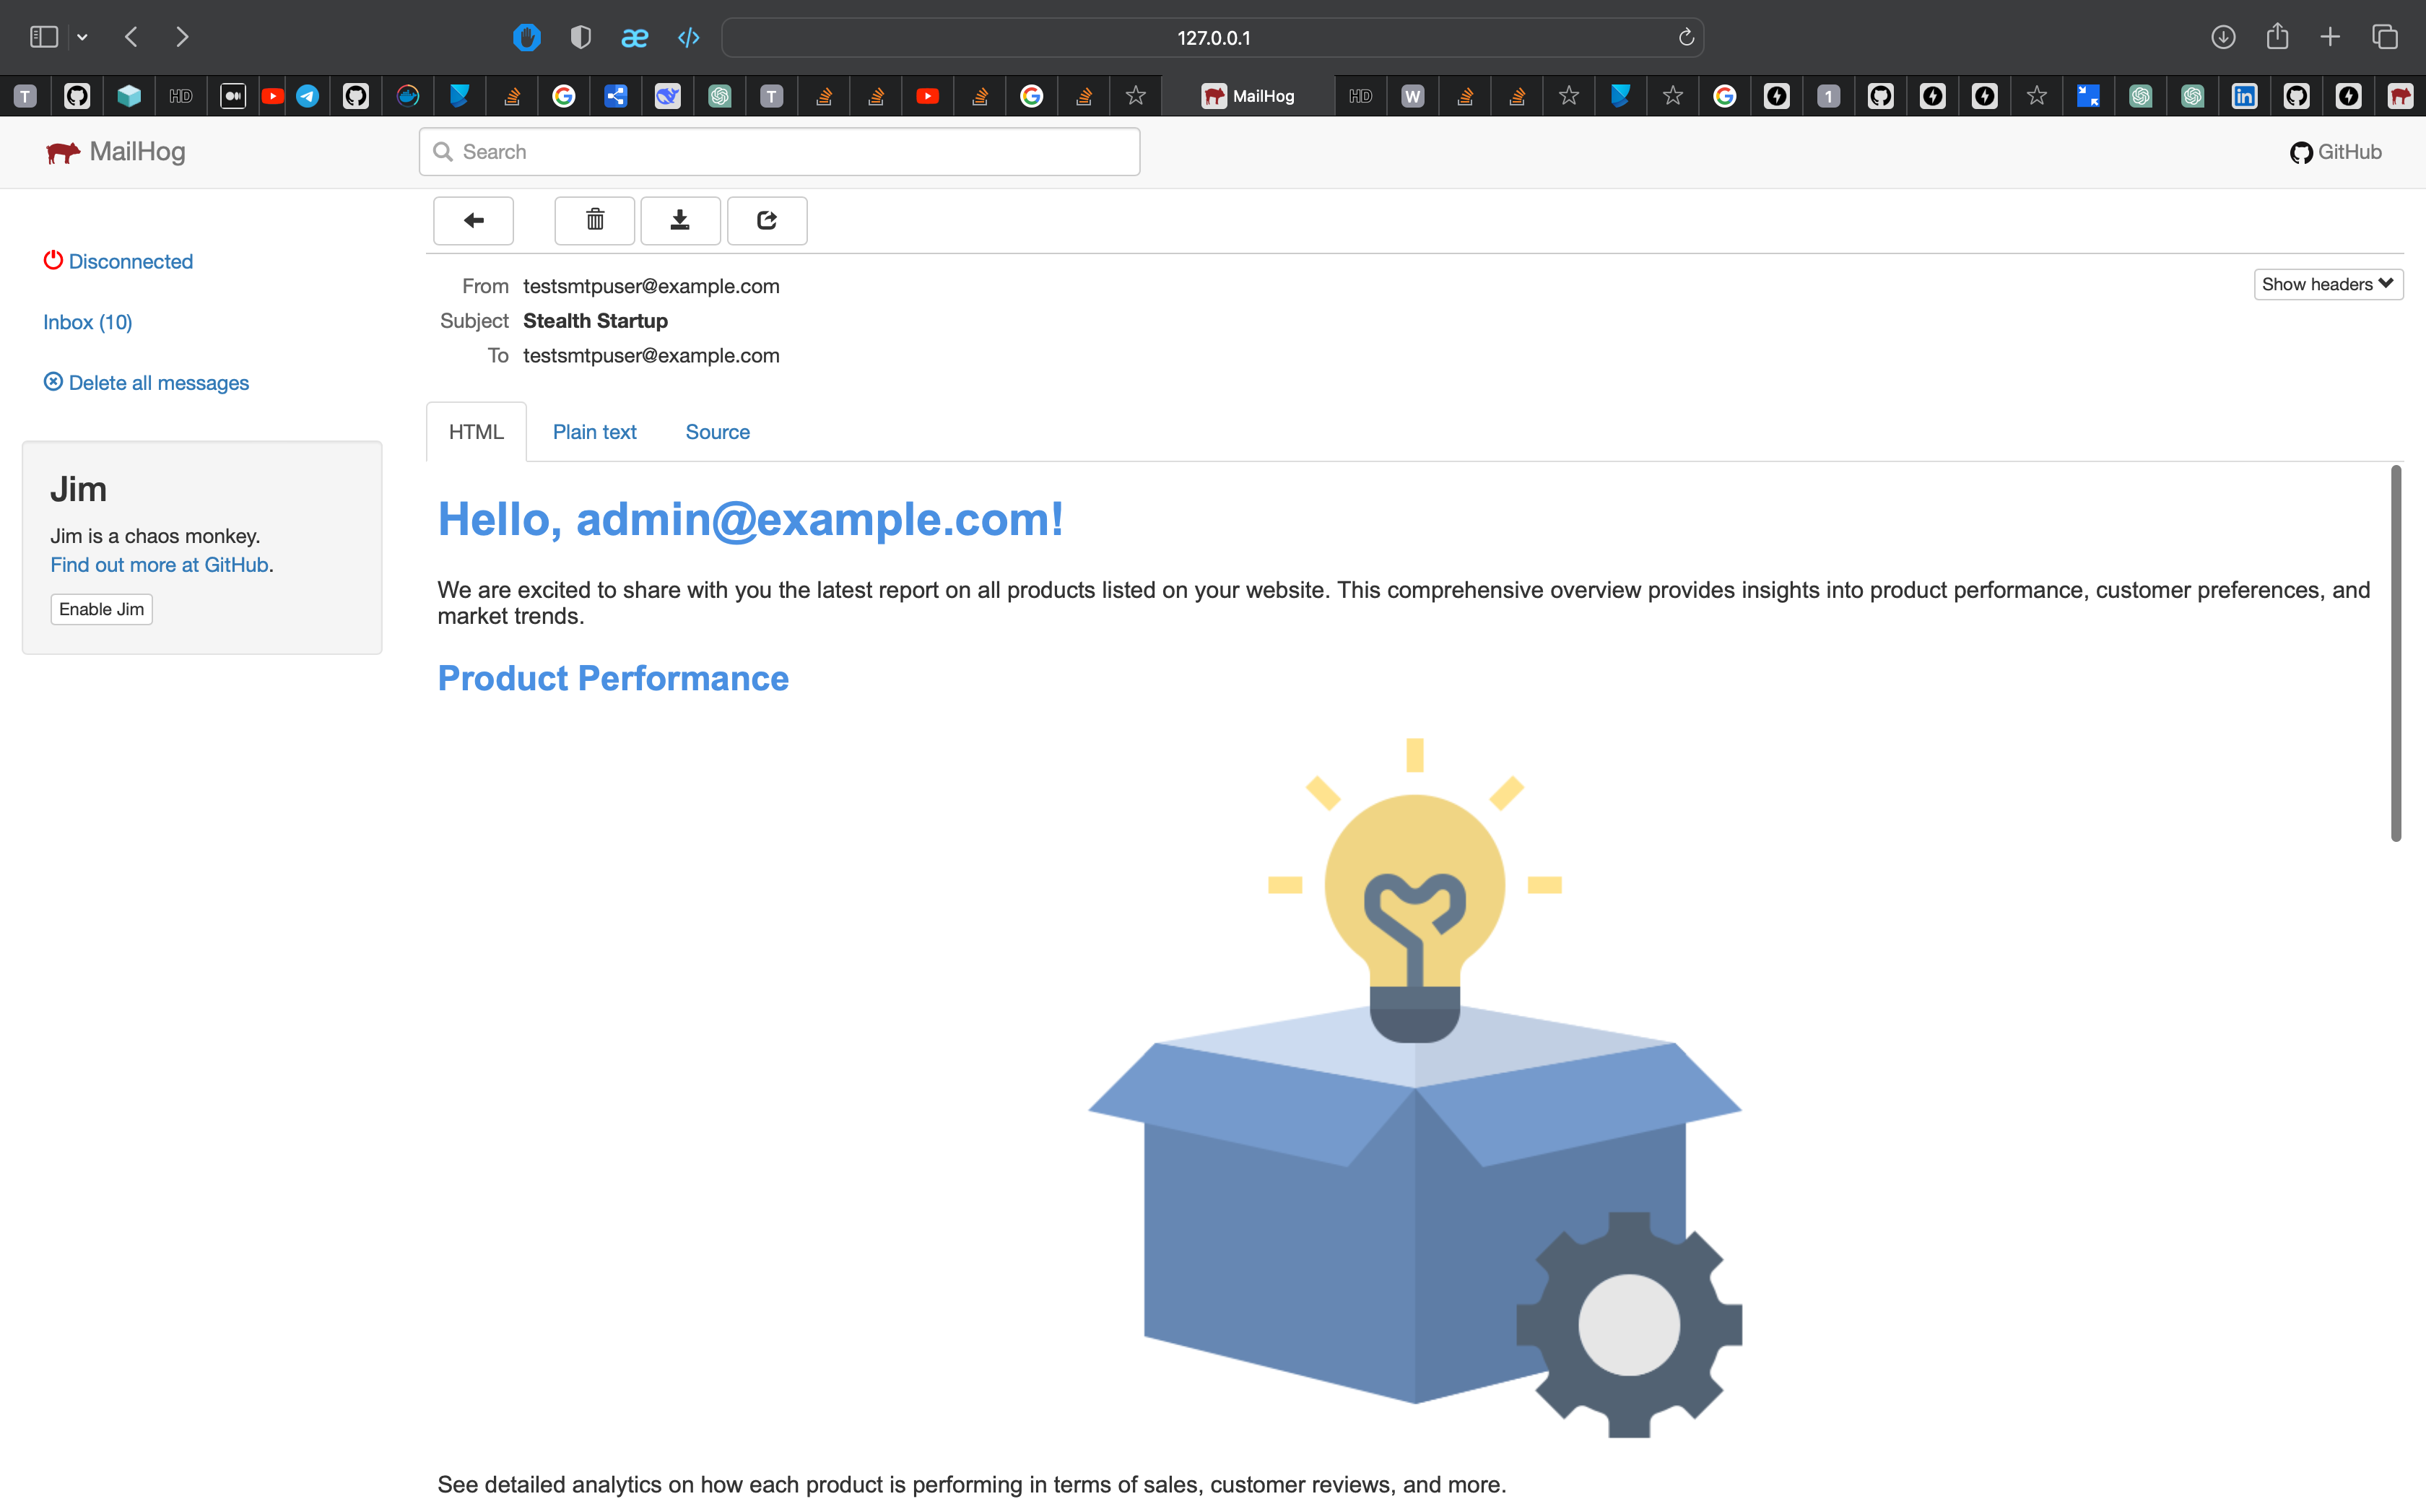 127.0.0.1
T
HD
T
MailHog
HD
W
1
in
MailHog
Search
GitHub
Disconnected
Inbox (10)
Delete all messages
Jim
Jim is a chaos monkey.
Find out more at GitHub.
Enable Jim
From testsmtpuser@example.com
Show headers
Subject Stealth Startup
To testsmtpuser@example.com
HTML Plain text Source
Hello, admin@example.com!
We are excited to share with you the latest report on all products listed on your website. This comprehensive overview provides insights into product performance, customer preferences, and
market trends.
Product Performance
See detailed analytics on how each product is performing in terms of sales, customer reviews, and more.